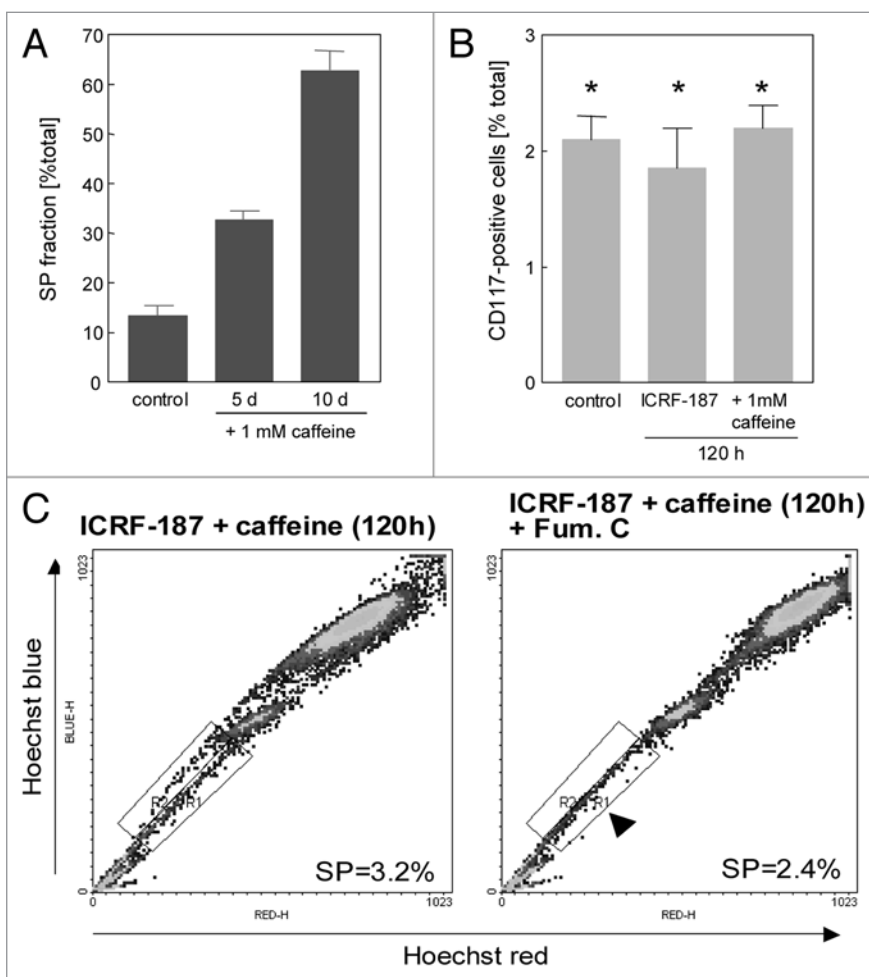 A
SP fraction [%total]
70
60
50
40
30
20
10
0
control
5 d
10 d
+ 1 mM caffeine
B
CD117-positive cells [% total]
3
2
1
0
*
*
*
control
ICRF-187
+ 1mM
caffeine
120 h
C
ICRF-187 + caffeine (120h)
Hoechst blue
BLUE-H
1023
0
R2
R1
SP=3.2%
0
1023
RED-H
ICRF-187 + caffeine (120h)
+ Fum. C
1023
0
R2
R1
SP=2.4%
0
1023
RED-H
Hoechst red